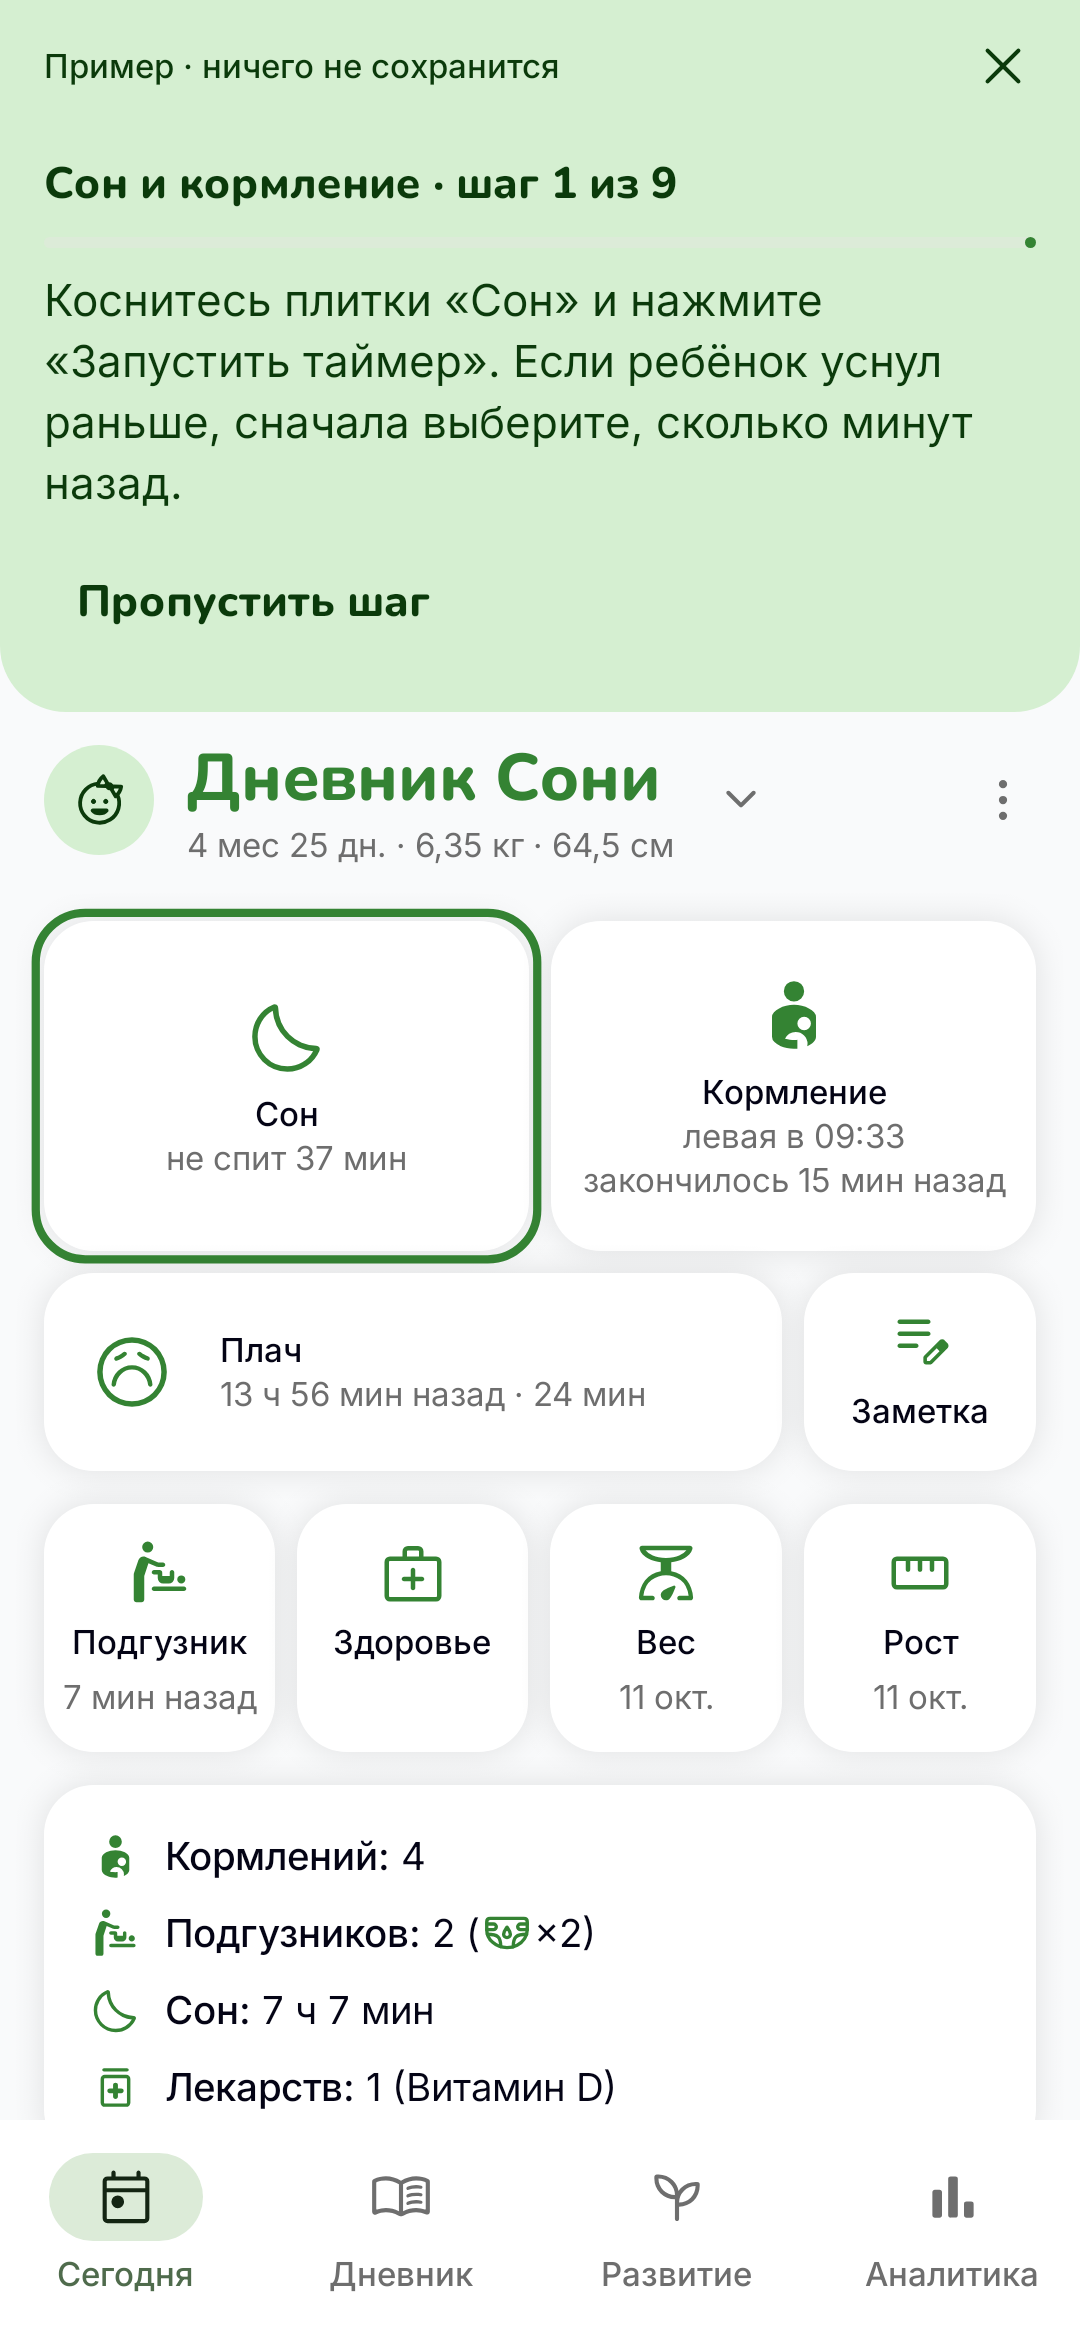 Пример · ничего не сохранится
Сон и кормление · шаг 1 из 9
Коснитесь плитки «Сон» и нажмите
«Запустить таймер». Если ребёнок уснул
раньше, сначала выберите, сколько минут
назад.
Пропустить шаг
Дневник Сони
4 мес 25 дн. · 6,35 кг · 64,5 см
Сон
не спит 37 мин
Кормление
левая в 09:33
закончилось 15 мин назад
Плач
13 ч 56 мин назад · 24 мин
Заметка
Подгузник
7 мин назад
Здоровье
Вес
11 окт.
Рост
11 окт.
Кормлений: 4
Подгузников: 2 (×2)
Сон: 7 ч 7 мин
Лекарств: 1 (Витамин D)
Сегодня
Дневник
Развитие
Аналитика